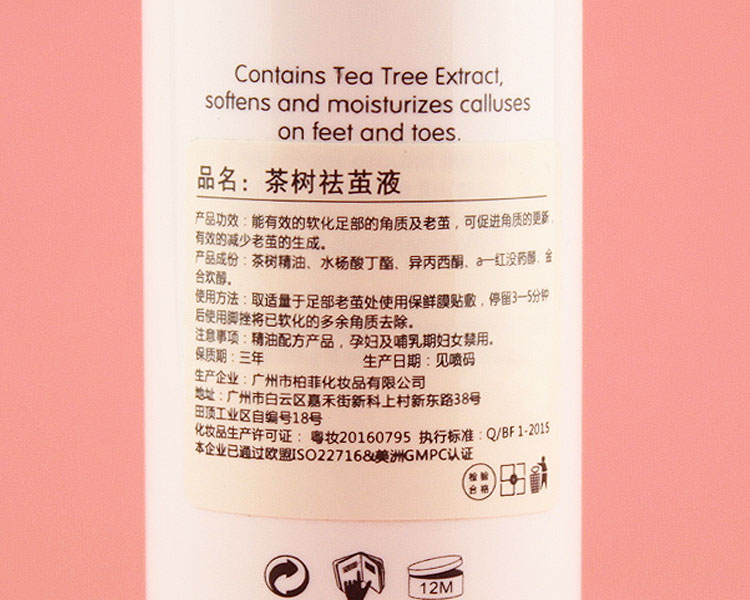 Contains Tea Tree Extract,
softens and moisturizes calluses
on feet and toes.
品名：茶树祛茧液
产品功效：能有效的软化足部的角质及老茧，可促进角质的更新，
有效的减少老茧的生成。
产品成份：茶树精油、水杨酸丁酯、异丙西酮、a—红没药醇、金
合欢醇。
使用方法：取适量于足部老茧处使用保鲜膜贴敷，停留3—5分钟
后使用脚挫将已软化的多余角质去除。
注意事项：精油配方产品，孕妇及哺乳期妇女禁用。
保质期：三年 生产日期：见喷码
生产企业：广州市柏菲化妆品有限公司
地址：广州市白云区嘉禾街新科上村新东路38号
田顶工业区自编号18号
化妆品生产许可证： 粤妆20160795 执行标准：Q/BF 1-2015
本企业已通过欧盟ISO22716&美洲GMPC认证
检验
合格
12M